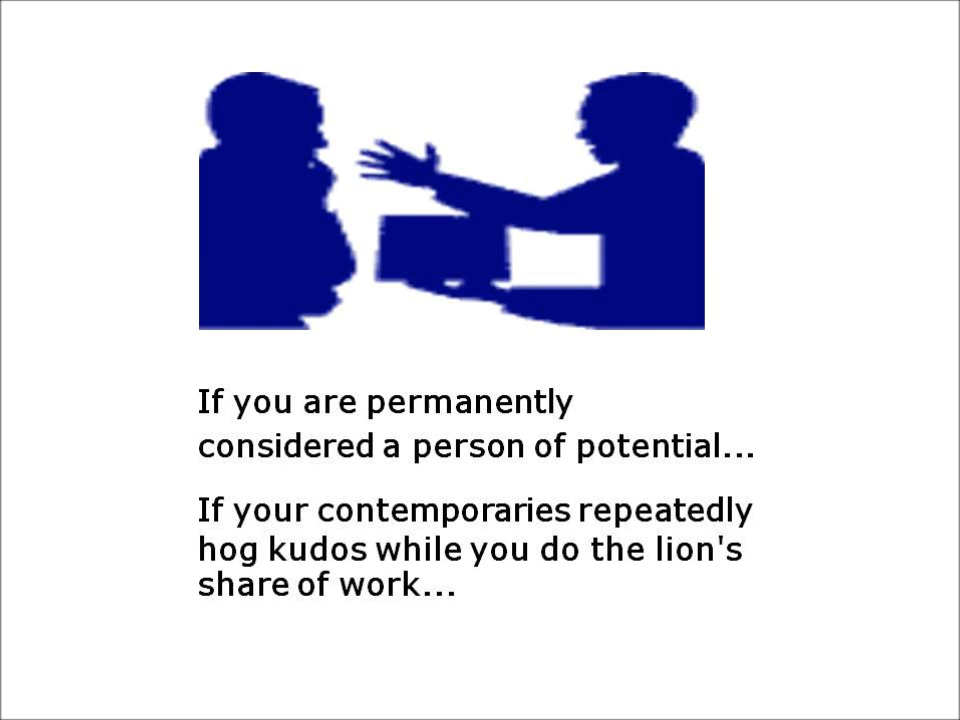 If you are permanently
considered a person of potential...
If your contemporaries repeatedly
hog kudos while you do the lion's
share of work...